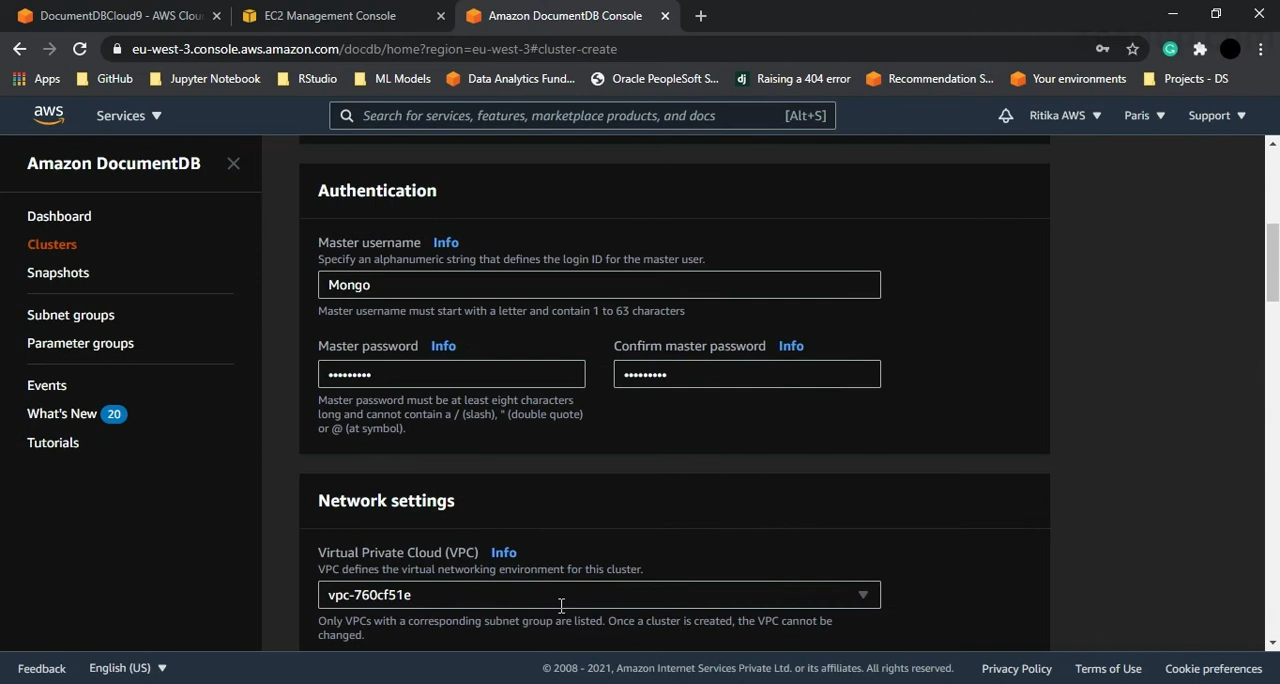 DocumentDBCloud9 - AWS Clou
EC2 Management Console
Amazon DocumentDB Console
eu-west-3.console.aws.amazon.com/docdb/home?region=eu-west-3#cluster-create
Apps GitHub Jupyter Notebook RStudio ML Models Data Analytics Fund... Oracle PeopleSoft S... dj Raising a 404 error Recommendation S... Your environments Projects - DS
aws Services Search for services, features, marketplace products, and docs [Alt+S] Ritika AWS Paris Support
Amazon DocumentDB
Dashboard
Clusters
Snapshots
Subnet groups
Parameter groups
Events
What's New 20
Tutorials
Authentication
Master username Info
Specify an alphanumeric string that defines the login ID for the master user.
Mongo
Master username must start with a letter and contain 1 to 63 characters
Master password Info
•••••••••
Master password must be at least eight characters
long and cannot contain a / (slash), " (double quote)
or @ (at symbol).
Confirm master password Info
•••••••••
Network settings
Virtual Private Cloud (VPC) Info
VPC defines the virtual networking environment for this cluster.
vpc-760cf51e
Only VPCs with a corresponding subnet group are listed. Once a cluster is created, the VPC cannot be
changed.
Feedback English (US) © 2008 - 2021, Amazon Internet Services Private Ltd. or its affiliates. All rights reserved. Privacy Policy Terms of Use Cookie preferences